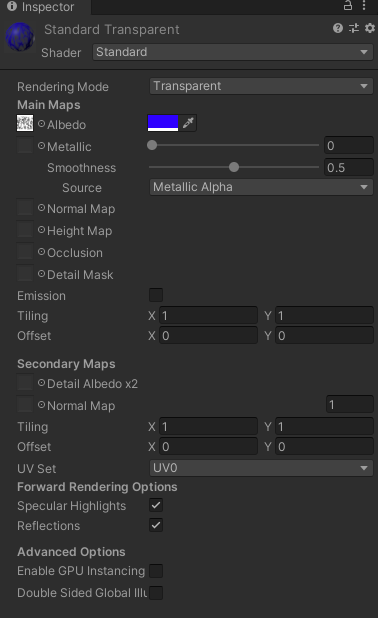 Inspector
Standard Transparent
Shader Standard
Rendering Mode Transparent
Main Maps
Albedo
Metallic 0
Smoothness 0.5
Source Metallic Alpha
Normal Map
Height Map
Occlusion
Detail Mask
Emission
Tiling X 1 Y 1
Offset X 0 Y 0
Secondary Maps
Detail Albedo x2
Normal Map 1
Tiling X 1 Y 1
Offset X 0 Y 0
UV Set UV0
Forward Rendering Options
Specular Highlights
Reflections
Advanced Options
Enable GPU Instancing
Double Sided Global Illu